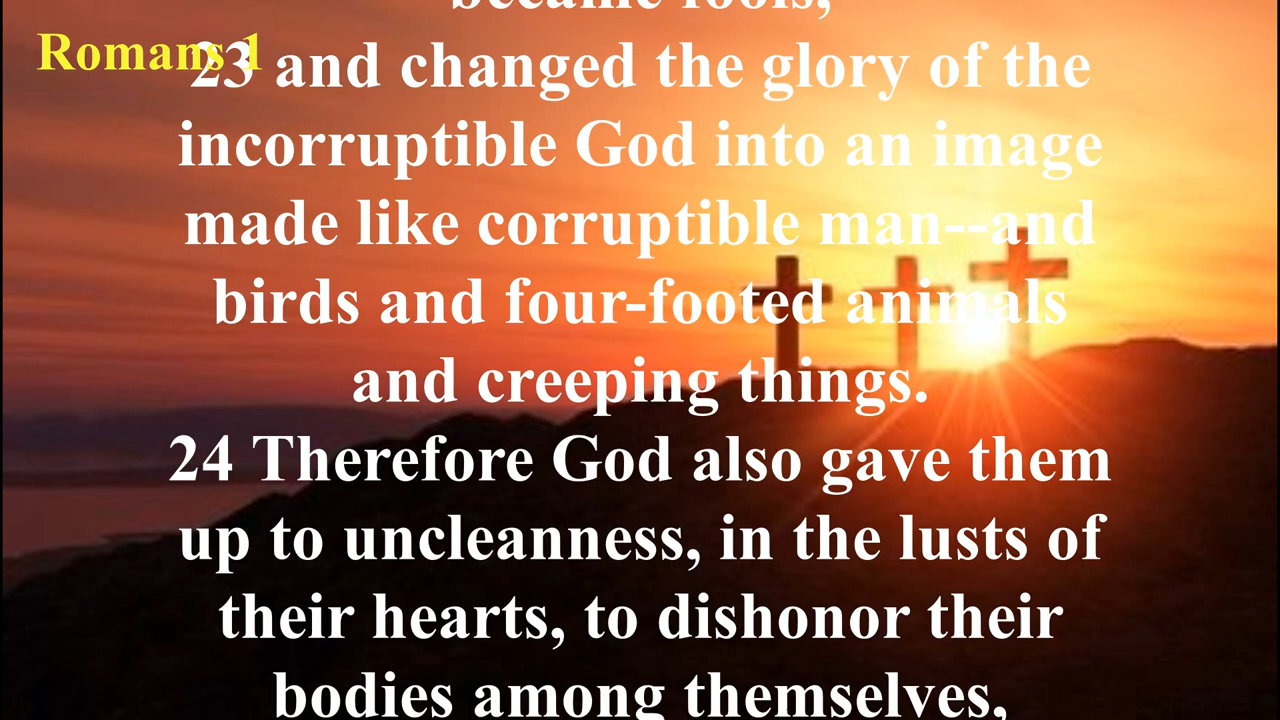 became fools,
Romans 1
23 and changed the glory of the
incorruptible God into an image
made like corruptible man--and
birds and four-footed animals
and creeping things.
24 Therefore God also gave them
up to uncleanness, in the lusts of
their hearts, to dishonor their
bodies among themselves,